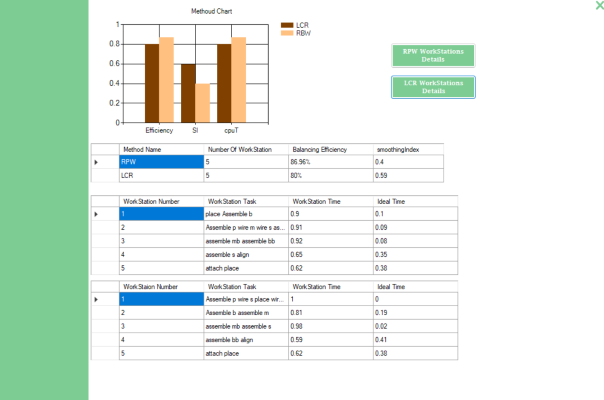 Methoud Chart
1
0.8
0.6
0.4
0.2
0
Efficiency SI cpuT
LCR
RBW
RPW WorkStations
Details
LCR WorkStations
Details
Method Name Number Of WorkStation Balancing Efficiency smoothingIndex
RPW 5 86.96% 0.4
LCR 5 80% 0.59
WorkStation Number WorkStation Task WorkStation Time Ideal Time
1 place Assemble b 0.9 0.1
2 Assemble p wire m wire s as... 0.91 0.09
3 assemble mb assemble bb 0.92 0.08
4 assemble s align 0.65 0.35
5 attach place 0.62 0.38
WorkStaion Number WorkStation Task WorkStation Time Ideal Time
1 Assemble p wire s place wir... 1 0
2 Assemble b assemble m 0.81 0.19
3 assemble mb assemble s 0.98 0.02
4 assemble bb align 0.59 0.41
5 attach place 0.62 0.38